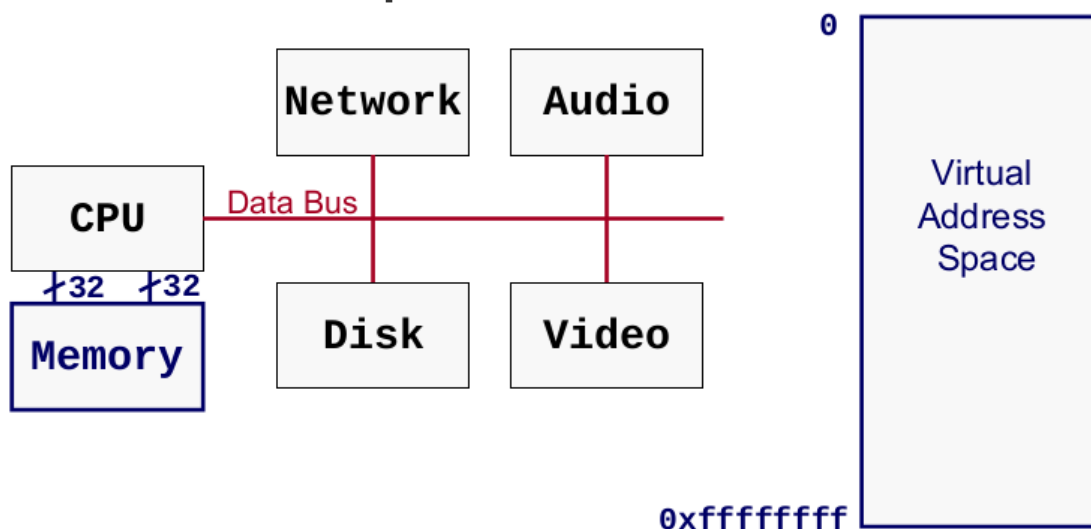 0
Network
Audio
CPU
Data Bus
32
32
Memory
Disk
Video
Virtual
Address
Space
0xffffffff